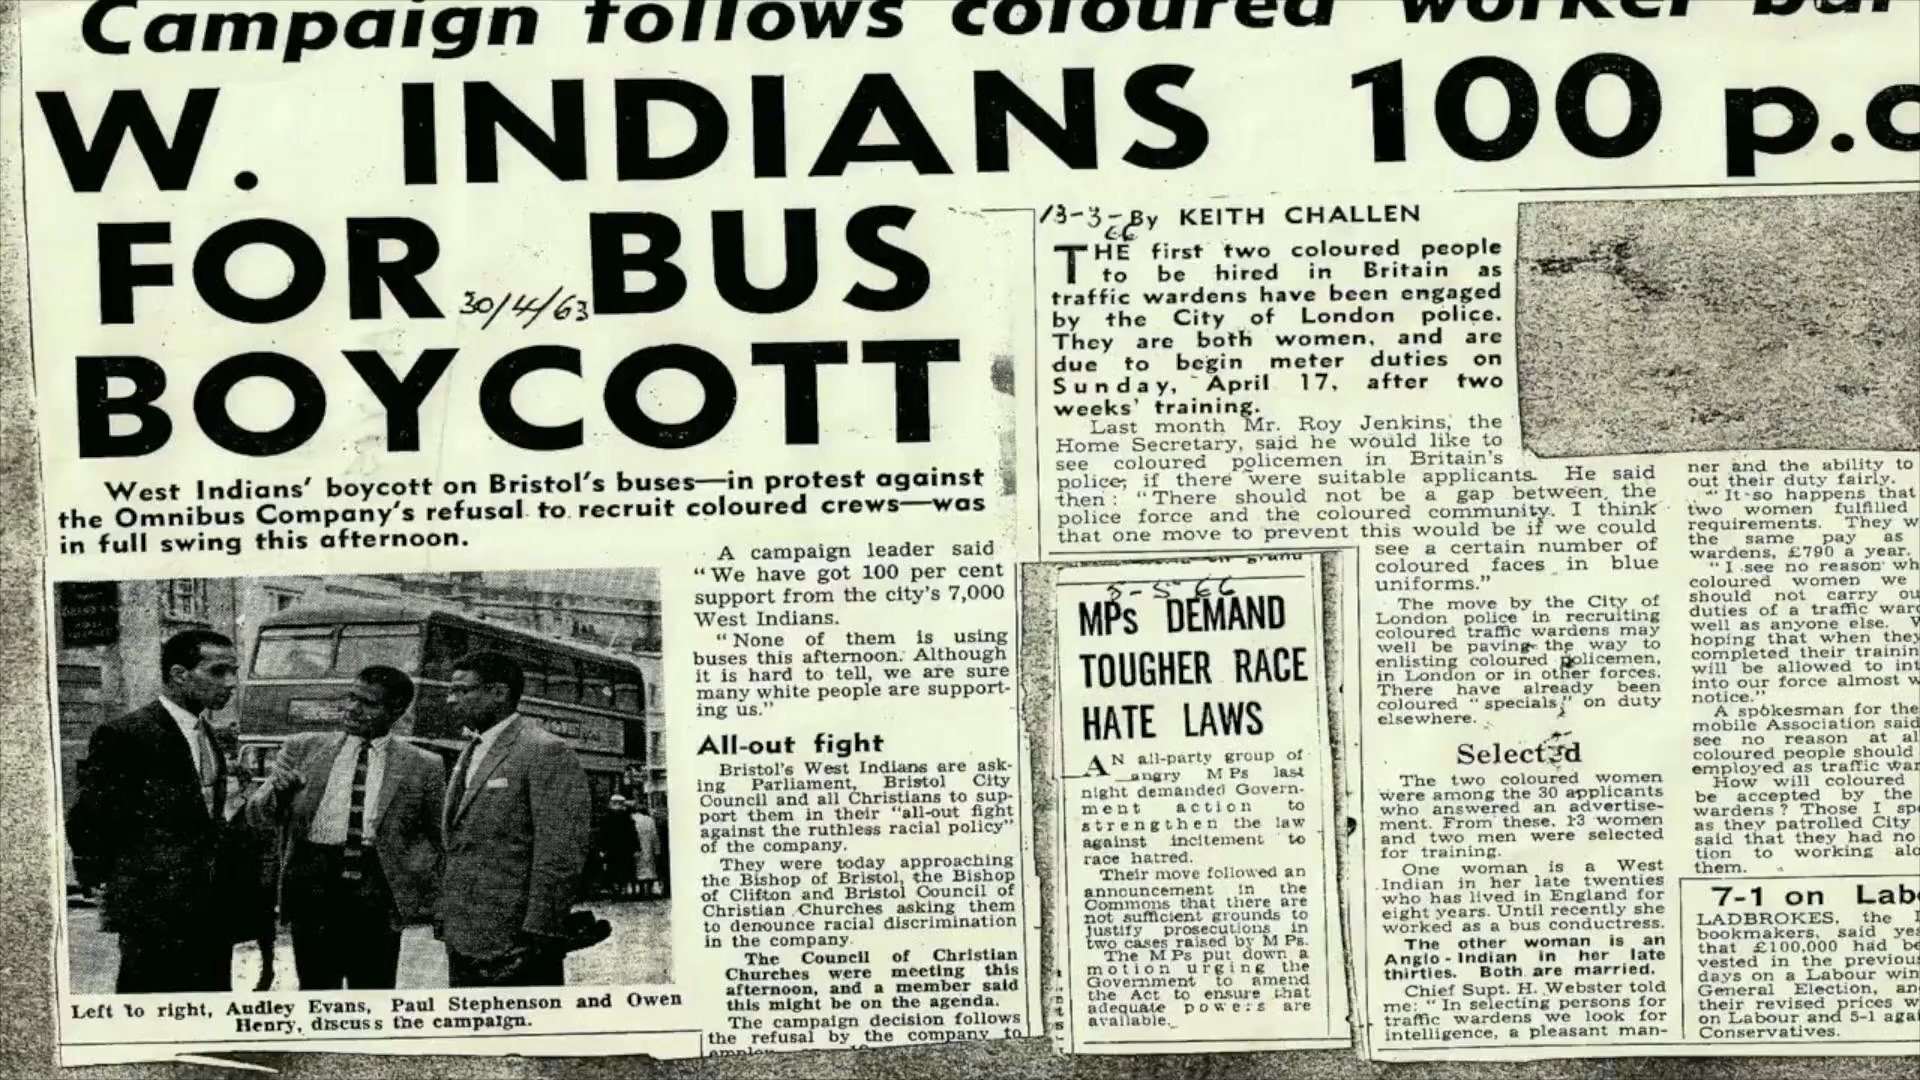 Campaign follows coloured worker
W. INDIANS 100 p.c
FOR BUS
30/4/63
BOYCOTT
West Indians' boycott on Bristol's buses—in protest against
the Omnibus Company's refusal to recruit coloured crews—was
in full swing this afternoon.
A campaign leader said
"We have got 100 per cent
support from the city's 7,000
West Indians.
"None of them is using
buses this afternoon. Although
it is hard to tell, we are sure
many white people are support-
ing us."
All-out fight
Bristol's West Indians are ask-
ing Parliament, Bristol City
Council and all Christians to sup-
port them in their "all-out fight
against the ruthless racial policy"
of the company.
They were today approaching
the Bishop of Bristol, the Bishop
of Clifton and Bristol Council of
Christian Churches asking them
to denounce racial discrimination
in the company.
The Council of Christian
Churches were meeting this
afternoon, and a member said
this might be on the agenda.
The campaign decision follows
the refusal by the company to
Left to right, Audley Evans, Paul Stephenson and Owen
Henry, discuss the campaign.
13-3-66
By KEITH CHALLEN
THE first two coloured people
to be hired in Britain as
traffic wardens have been engaged
by the City of London police.
They are both women, and are
due to begin meter duties on
Sunday, April 17, after two
weeks' training.
Last month Mr. Roy Jenkins, the
Home Secretary, said he would like to
see coloured policemen in Britain's
police, if there were suitable applicants. He said
then: "There should not be a gap between the
police force and the coloured community. I think
that one move to prevent this would be if we could
see a certain number of
coloured faces in blue
uniforms."
The move by the City of
London police in recruiting
coloured traffic wardens may
well be paving the way to
enlisting coloured policemen,
in London or in other forces.
There have already been
coloured "specials" on duty
elsewhere.
Selected
The two coloured women
were among the 30 applicants
who answered an advertise-
ment. From these, 13 women
and two men were selected
for training.
One woman is a West
Indian in her late twenties
who has lived in England for
eight years. Until recently she
worked as a bus conductress.
The other woman is an
Anglo-Indian in her late
thirties. Both are married.
Chief Supt. H. Webster told
me: "In selecting persons for
traffic wardens we look for
intelligence, a pleasant man-
5-5-66
MPs DEMAND
TOUGHER RACE
HATE LAWS
AN all-party group of
angry MPs last
night demanded Govern-
ment action to
strengthen the law
against incitement to
race hatred.
Their move followed an
announcement in the
Commons that there are
not sufficient grounds to
justify prosecutions in
two cases raised by MPs.
The MPs put down a
motion urging the
Government to amend
the Act to ensure that
adequate powers are
available.
ner and the ability to
out their duty fairly.
"It so happens that
two women fulfilled
requirements. They w
the same pay as
wardens, £790 a year.
"I see no reason wh
coloured women we
should not carry ou
duties of a traffic ward
well as anyone else. W
hoping that when they
completed their trainin
will be allowed to int
into our force almost w
notice."
A spokesman for the
mobile Association said
see no reason at al
coloured people should
employed as traffic war
How will coloured
be accepted by the
wardens? Those I spo
as they patrolled City
said that they had no
tion to working alo
them.
7-1 on Lab
LADBROKES, the
bookmakers, said yes
that £100,000 had be
vested in the previous
days on a Labour win
General Election, an
their revised prices w
on Labour and 5-1 aga
Conservatives.